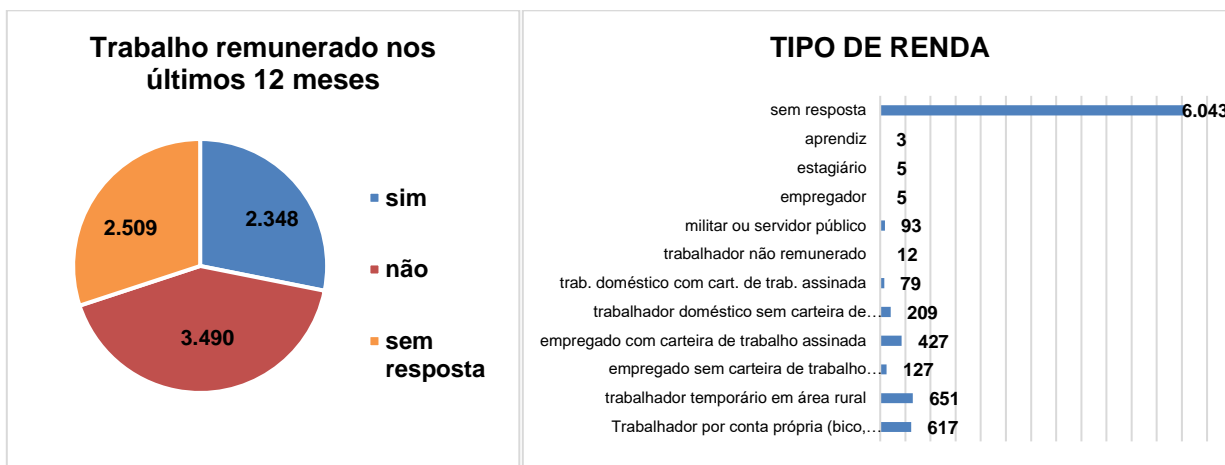 Trabalho remunerado nos
últimos 12 meses
2.509
2.348
3.490
sim
não
sem
resposta
TIPO DE RENDA
sem resposta 6.043
aprendiz 3
estagiário 5
empregador 5
militar ou servidor público 93
trabalhador não remunerado 12
trab. doméstico com cart. de trab. assinada 79
trabalhador doméstico sem carteira de… 209
empregado com carteira de trabalho assinada 427
empregado sem carteira de trabalho… 127
trabalhador temporário em área rural 651
Trabalhador por conta própria (bico,… 617